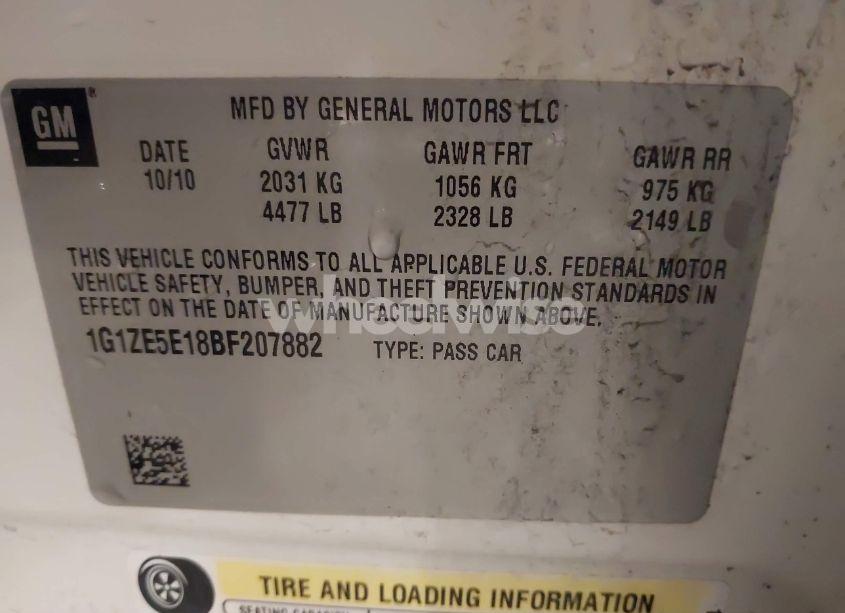 GM
MFD BY GENERAL MOTORS LLC
DATE GVWR GAWR FRT GAWR RR
10/10 2031 KG 1056 KG 975 KG
4477 LB 2328 LB 2149 LB
THIS VEHICLE CONFORMS TO ALL APPLICABLE U.S. FEDERAL MOTOR
VEHICLE SAFETY, BUMPER, AND THEFT PREVENTION STANDARDS IN
EFFECT ON THE DATE OF MANUFACTURE SHOWN ABOVE.
1G1ZE5E18BF207882 TYPE: PASS CAR
wheelwire
TIRE AND LOADING INFORMATION
SEATING CAPACITY